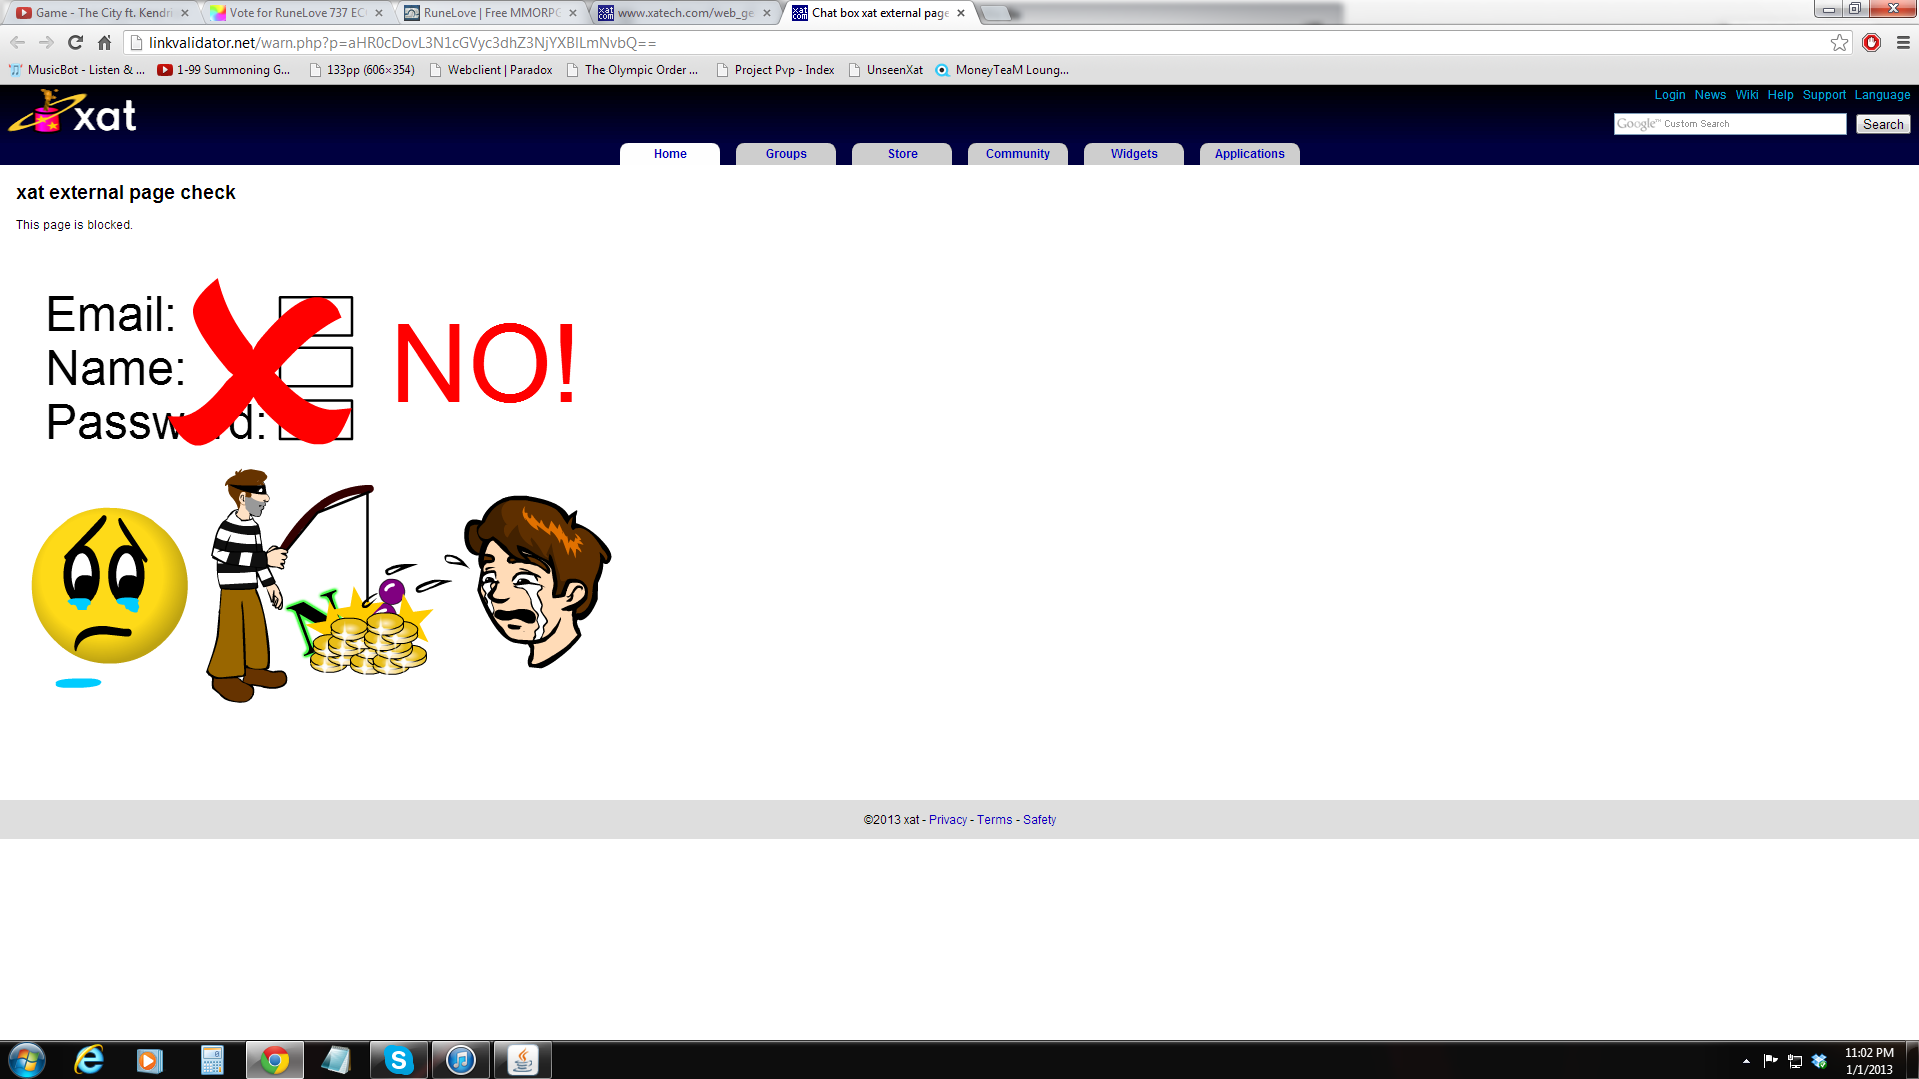 Game - The City ft. Kendri
Vote for RuneLove 737 EC
RuneLove | Free MMORPG
www.xatech.com/web_ge
Chat box xat external page
linkvalidator.net/warn.php?p=aHR0cDovL3N1cGVyc3dhZ3NjYXBlLmNvbQ==
MusicBot - Listen & ...
1-99 Summoning G...
133pp (606×354)
Webclient | Paradox
The Olympic Order ...
Project Pvp - Index
UnseenXat
MoneyTeaM Loung...
xat
Login News Wiki Help Support Language
Google™ Custom Search
Search
Home Groups Store Community Widgets Applications
xat external page check
This page is blocked.
Email:
Name:
NO!
©2013 xat - Privacy - Terms - Safety
11:02 PM
1/1/2013